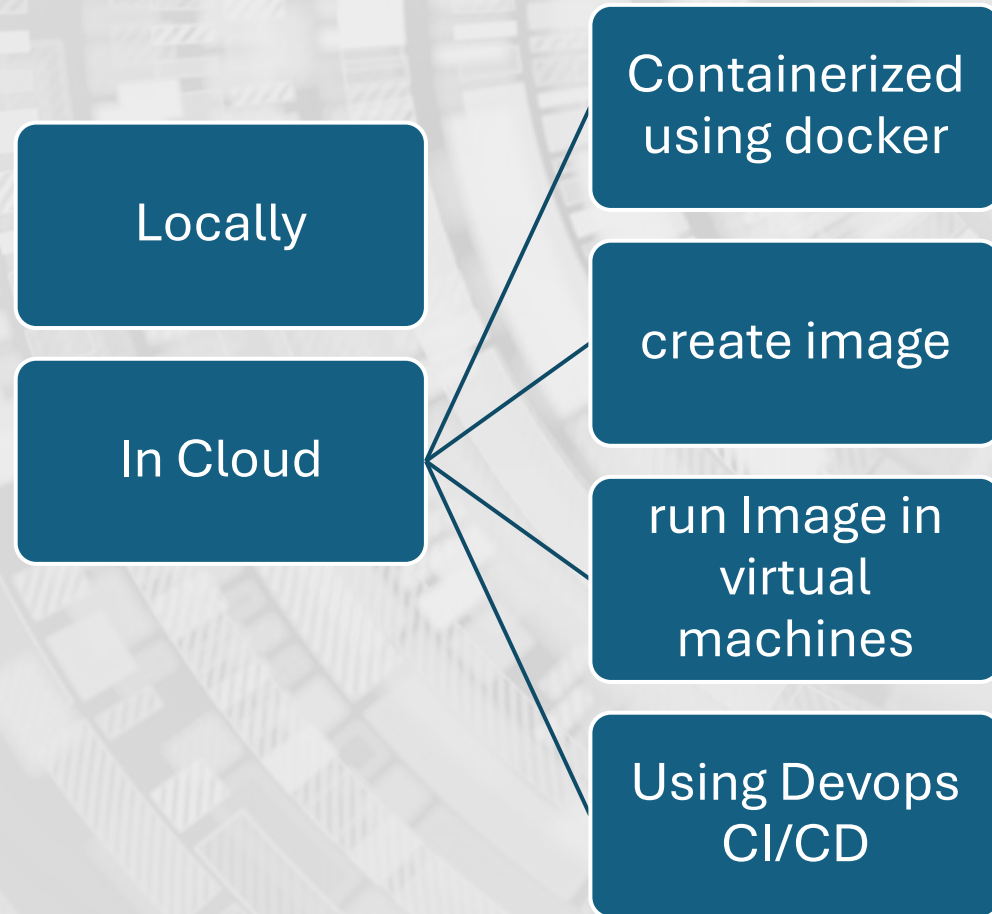 Locally
In Cloud
Containerized
using docker
create image
run Image in
virtual
machines
Using Devops
CI/CD